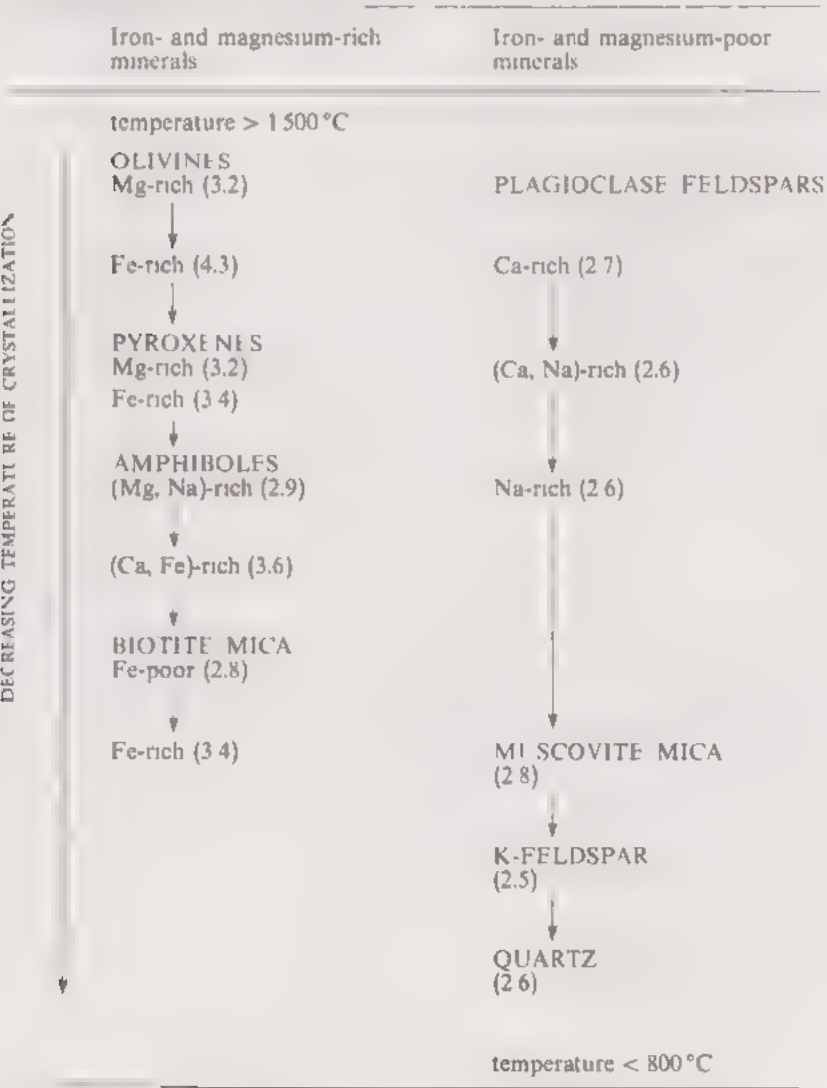 Iron- and magnesium-rich
minerals
Iron- and magnesium-poor
minerals
temperature > 1500 °C
OLIVINES
Mg-rich (3.2)
Fe-rich (4.3)
PYROXENES
Mg-rich (3.2)
Fe-rich (3.4)
AMPHIBOLES
(Mg, Na)-rich (2.9)
(Ca, Fe)-rich (3.6)
BIOTITE MICA
Fe-poor (2.8)
Fe-rich (3.4)
PLAGIOCLASE FELDSPARS
Ca-rich (2.7)
(Ca, Na)-rich (2.6)
Na-rich (2.6)
MUSCOVITE MICA
(2.8)
K-FELDSPAR
(2.5)
QUARTZ
(2.6)
temperature < 800 °C
DECREASING TEMPERATURE OF CRYSTALLIZATION